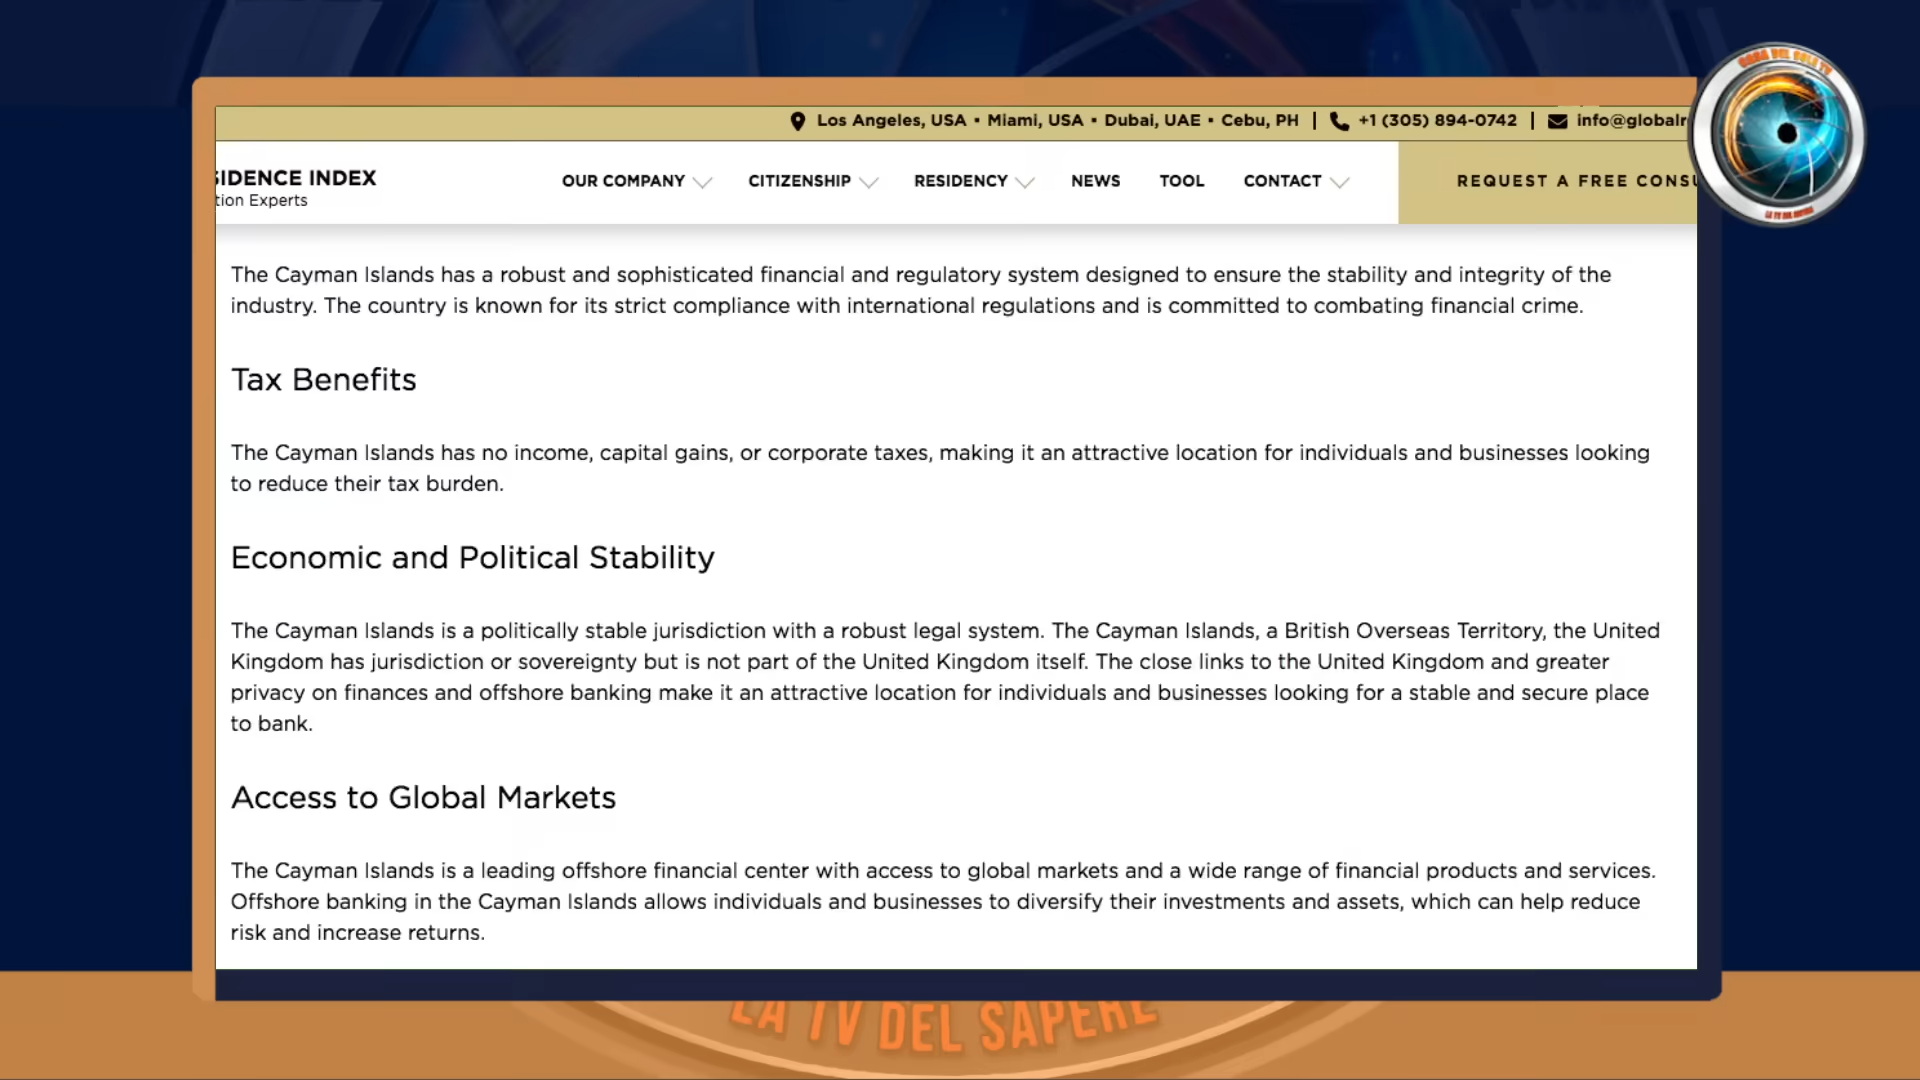 CASA DEL SOLE TV
Los Angeles, USA • Miami, USA • Dubai, UAE • Cebu, PH | +1 (305) 894-0742 | info@globalr
SIDENCE INDEX
tion Experts
OUR COMPANY
CITIZENSHIP
RESIDENCY
NEWS
TOOL
CONTACT
REQUEST A FREE CONSU
LA TV DEL SAPERE
The Cayman Islands has a robust and sophisticated financial and regulatory system designed to ensure the stability and integrity of the
industry. The country is known for its strict compliance with international regulations and is committed to combating financial crime.
Tax Benefits
The Cayman Islands has no income, capital gains, or corporate taxes, making it an attractive location for individuals and businesses looking
to reduce their tax burden.
Economic and Political Stability
The Cayman Islands is a politically stable jurisdiction with a robust legal system. The Cayman Islands, a British Overseas Territory, the United
Kingdom has jurisdiction or sovereignty but is not part of the United Kingdom itself. The close links to the United Kingdom and greater
privacy on finances and offshore banking make it an attractive location for individuals and businesses looking for a stable and secure place
to bank.
Access to Global Markets
The Cayman Islands is a leading offshore financial center with access to global markets and a wide range of financial products and services.
Offshore banking in the Cayman Islands allows individuals and businesses to diversify their investments and assets, which can help reduce
risk and increase returns.
LA TV DEL SAPERE